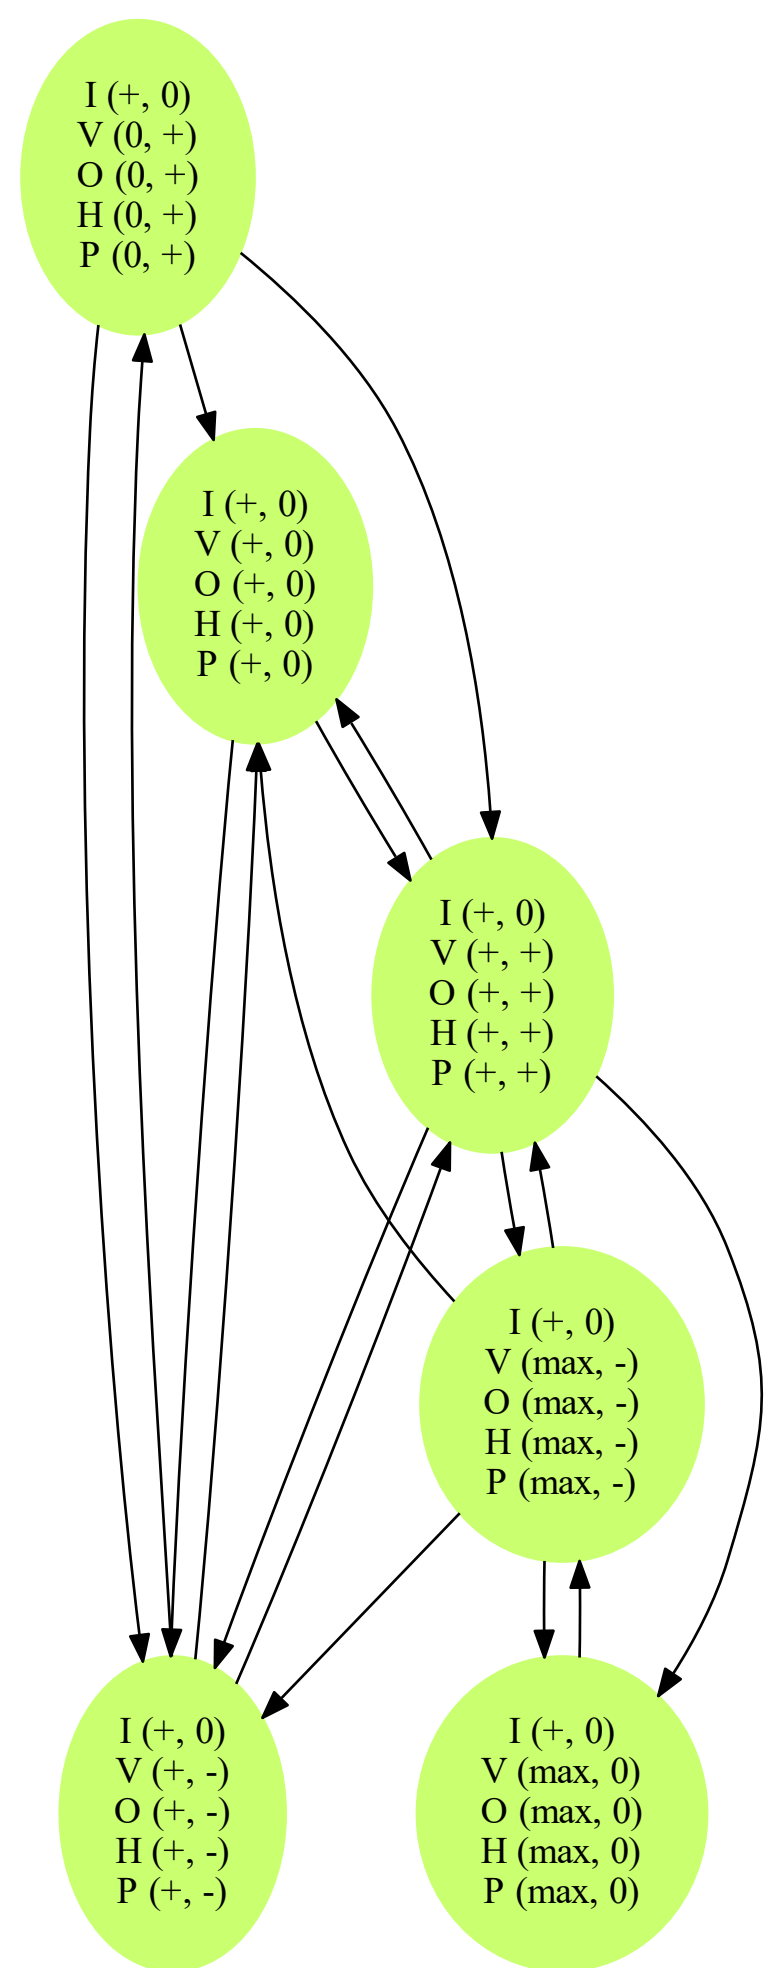 I (+, 0)
V (0, +)
O (0, +)
H (0, +)
P (0, +)
I (+, 0)
V (+, 0)
O (+, 0)
H (+, 0)
P (+, 0)
I (+, 0)
V (+, +)
O (+, +)
H (+, +)
P (+, +)
I (+, 0)
V (max, -)
O (max, -)
H (max, -)
P (max, -)
I (+, 0)
V (+, -)
O (+, -)
H (+, -)
P (+, -)
I (+, 0)
V (max, 0)
O (max, 0)
H (max, 0)
P (max, 0)